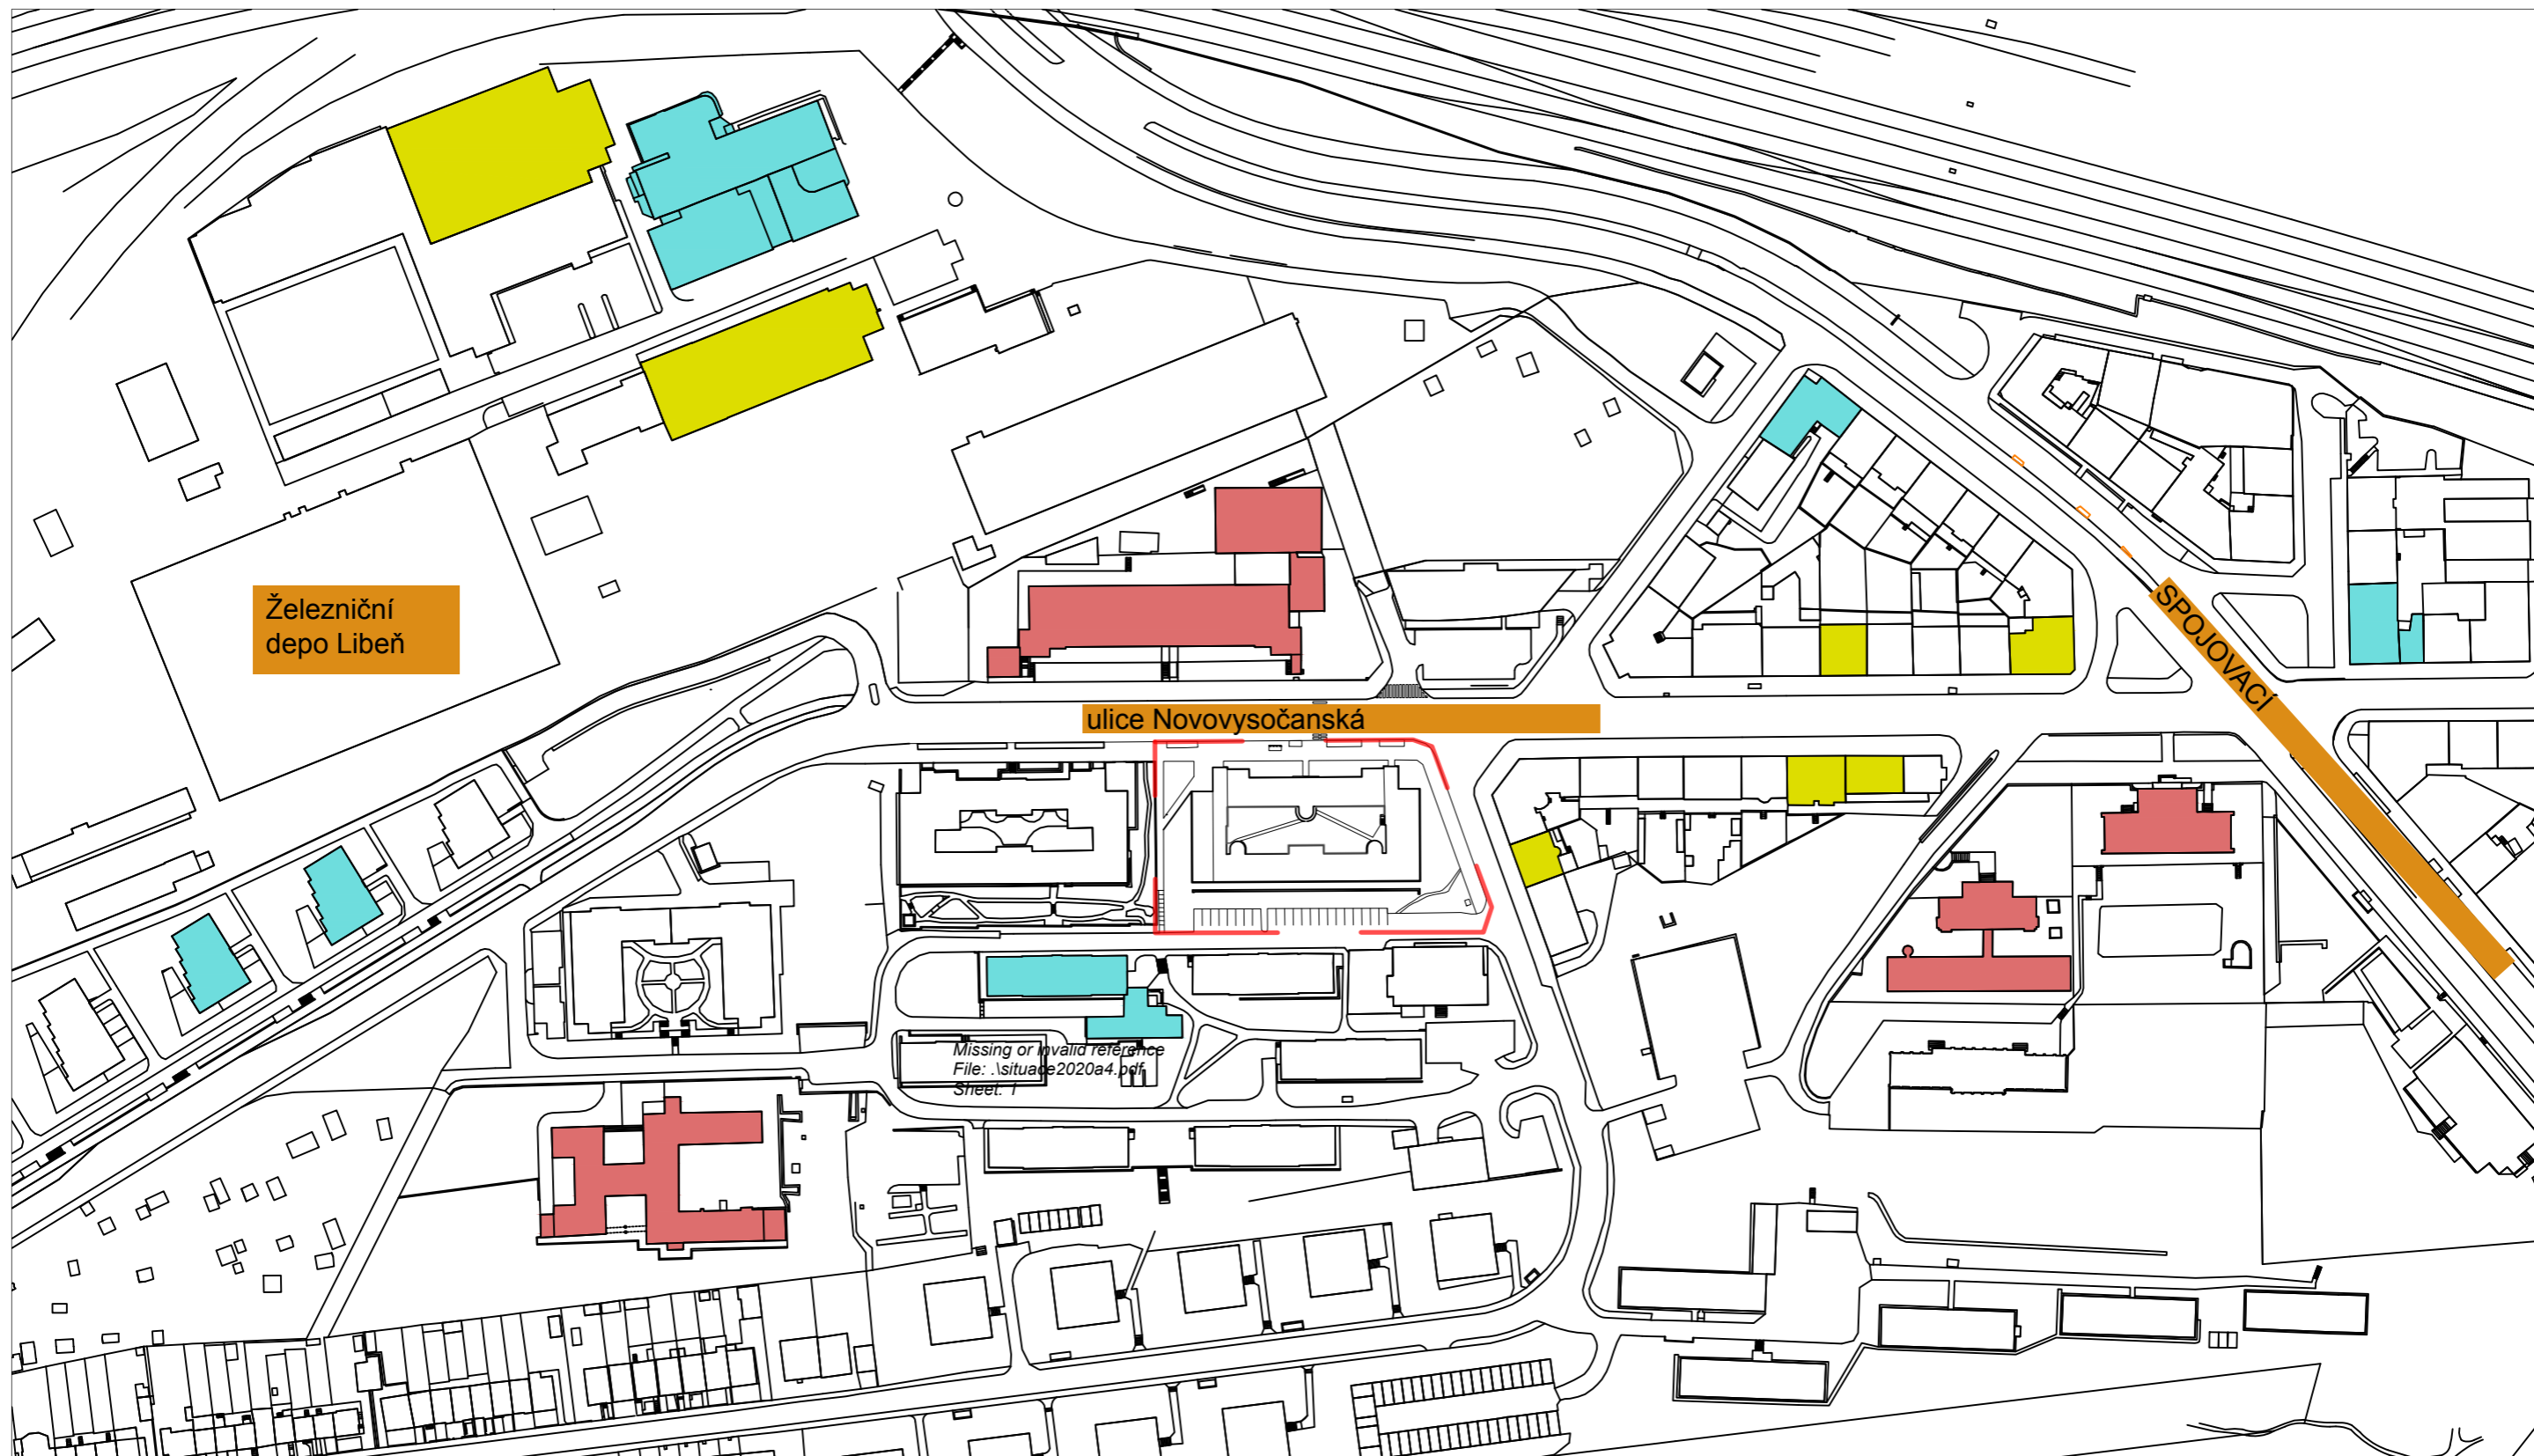 Železniční
depo Libeň
SPOJOVACÍ
ulice Novovysočanská
Missing or invalid reference
File: .\situace2020a4.pdf
Sheet: 1